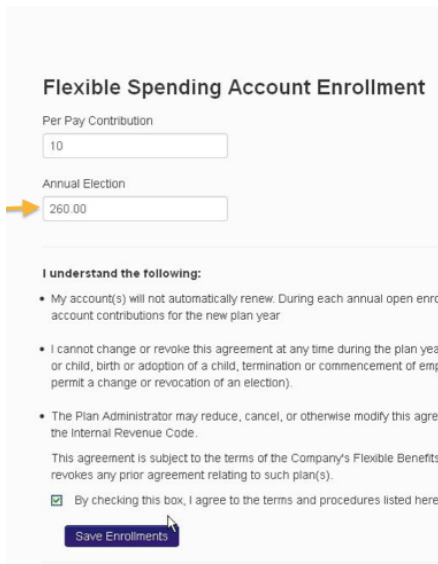 Flexible Spending Account Enrollment
Per Pay Contribution
10
Annual Election
260.00
I understand the following:
• My account(s) will not automatically renew. During each annual open enro
account contributions for the new plan year
• I cannot change or revoke this agreement at any time during the plan yea
or child, birth or adoption of a child, termination or commencement of emp
permit a change or revocation of an election).
• The Plan Administrator may reduce, cancel, or otherwise modify this agre
the Internal Revenue Code.
This agreement is subject to the terms of the Company's Flexible Benefits
revokes any prior agreement relating to such plan(s).
By checking this box, I agree to the terms and procedures listed here
Save Enrollments